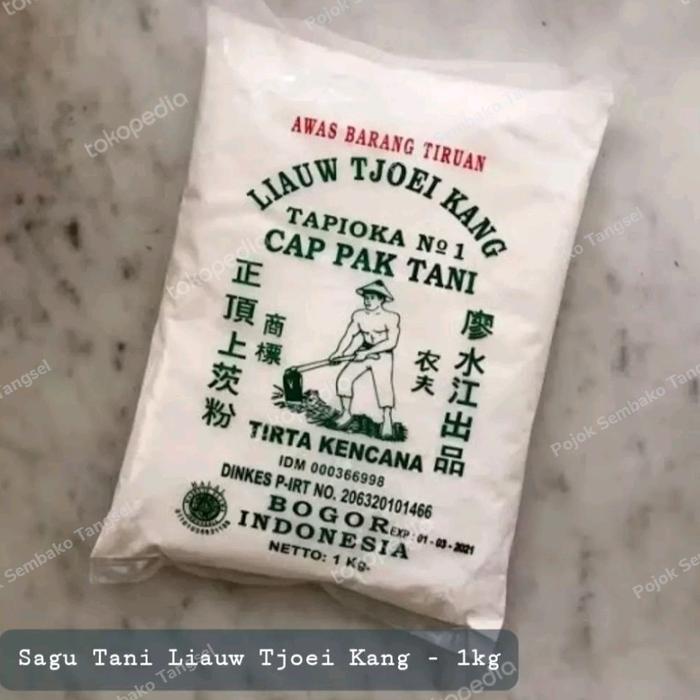 AWAS BARANG TIRUAN
LIAUW TJOEI KANG
TAPIOKA No 1
CAP PAK TANI
正頂上茨粉
商標
农夫
廖水江出品
TIRTA KENCANA
IDM 000366998
DINKES P-IRT NO. 206320101466
BOGOR
INDONESIA
EXP : 01 - 03 - 2021
NETTO: 1 Kg.
Sagu Tani Liauw Tjoei Kang - 1kg
tokopedia
Pojok Sembako Tangsel